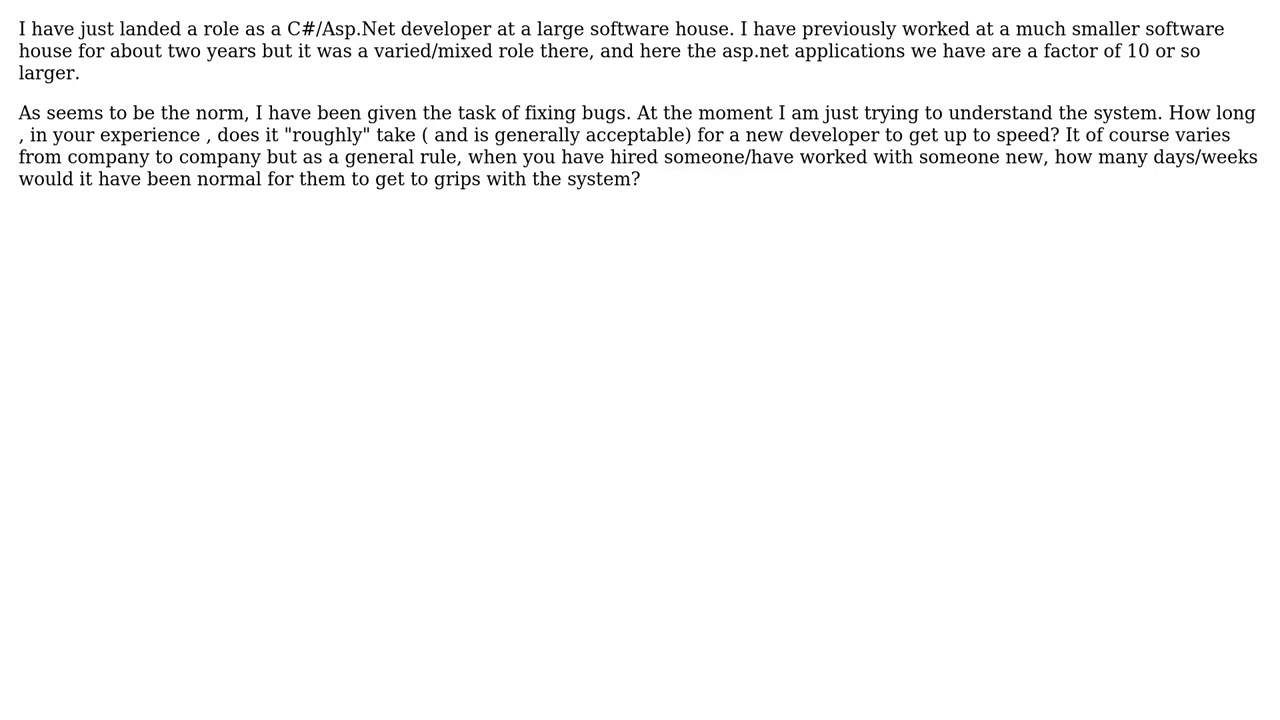 I have just landed a role as a C#/Asp.Net developer at a large software house. I have previously worked at a much smaller software
house for about two years but it was a varied/mixed role there, and here the asp.net applications we have are a factor of 10 or so
larger.
As seems to be the norm, I have been given the task of fixing bugs. At the moment I am just trying to understand the system. How long
, in your experience , does it "roughly" take ( and is generally acceptable) for a new developer to get up to speed? It of course varies
from company to company but as a general rule, when you have hired someone/have worked with someone new, how many days/weeks
would it have been normal for them to get to grips with the system?